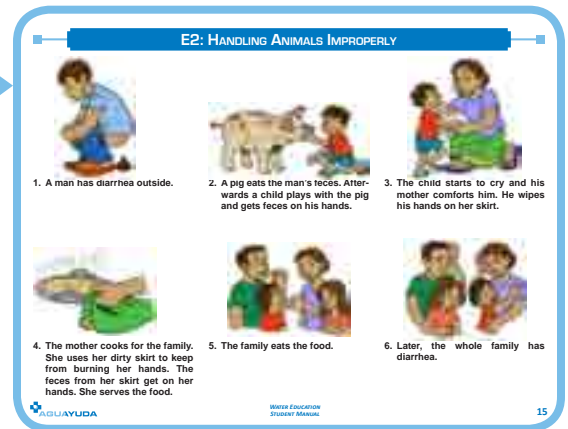 E2: HANDLING ANIMALS IMPROPERLY
1. A man has diarrhea outside.
2. A pig eats the man's feces. After-
wards a child plays with the pig
and gets feces on his hands.
3. The child starts to cry and his
mother comforts him. He wipes
his hands on her skirt.
4. The mother cooks for the family.
She uses her dirty skirt to keep
from burning her hands. The
feces from her skirt get on her
hands. She serves the food.
5. The family eats the food.
6. Later, the whole family has
diarrhea.
AGUAYUDA
WATER EDUCATION
STUDENT MANUAL
15